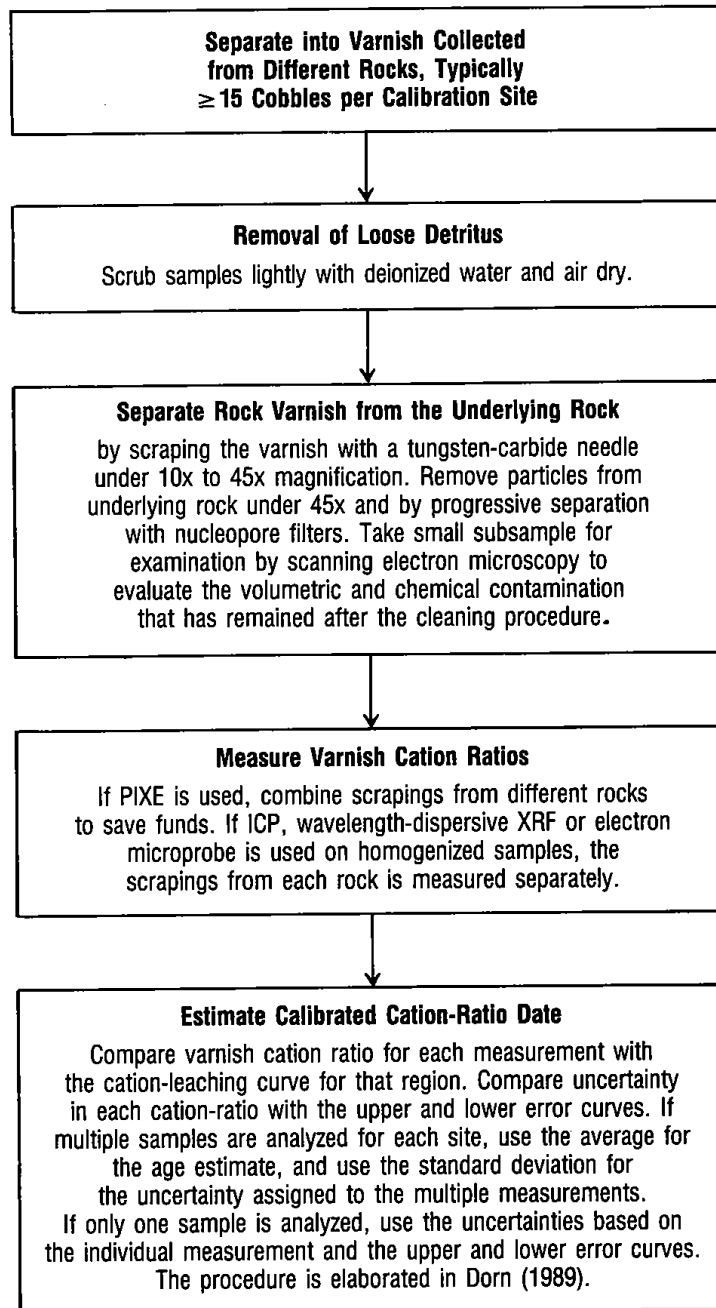 Separate into Varnish Collected
from Different Rocks, Typically
≥15 Cobbles per Calibration Site
Removal of Loose Detritus
Scrub samples lightly with deionized water and air dry.
Separate Rock Varnish from the Underlying Rock
by scraping the varnish with a tungsten-carbide needle
under 10x to 45x magnification. Remove particles from
underlying rock under 45x and by progressive separation
with nucleopore filters. Take small subsample for
examination by scanning electron microscopy to
evaluate the volumetric and chemical contamination
that has remained after the cleaning procedure.
Measure Varnish Cation Ratios
If PIXE is used, combine scrapings from different rocks
to save funds. If ICP, wavelength-dispersive XRF or electron
microprobe is used on homogenized samples, the
scrapings from each rock is measured separately.
Estimate Calibrated Cation-Ratio Date
Compare varnish cation ratio for each measurement with
the cation-leaching curve for that region. Compare uncertainty
in each cation-ratio with the upper and lower error curves. If
multiple samples are analyzed for each site, use the average for
the age estimate, and use the standard deviation for
the uncertainty assigned to the multiple measurements.
If only one sample is analyzed, use the uncertainties based on
the individual measurement and the upper and lower error curves.
The procedure is elaborated in Dorn (1989).